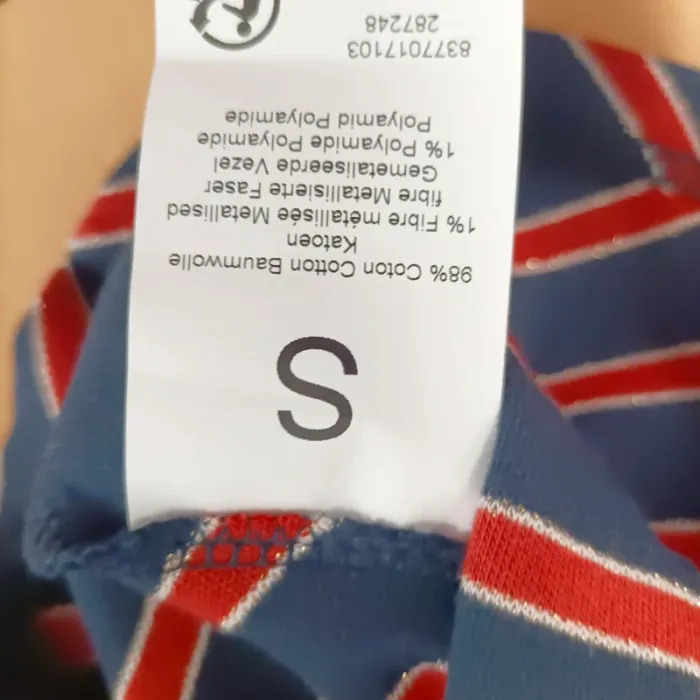 S
98% Coton Cotton Baumwolle
Katoen
1% Fibre métallisée Metallised
fibre Metallisierte Faser
Gemetaliseerde Vezel
1% Polyamide Polyamide
Polyamid Polyamide
8377017103
287248